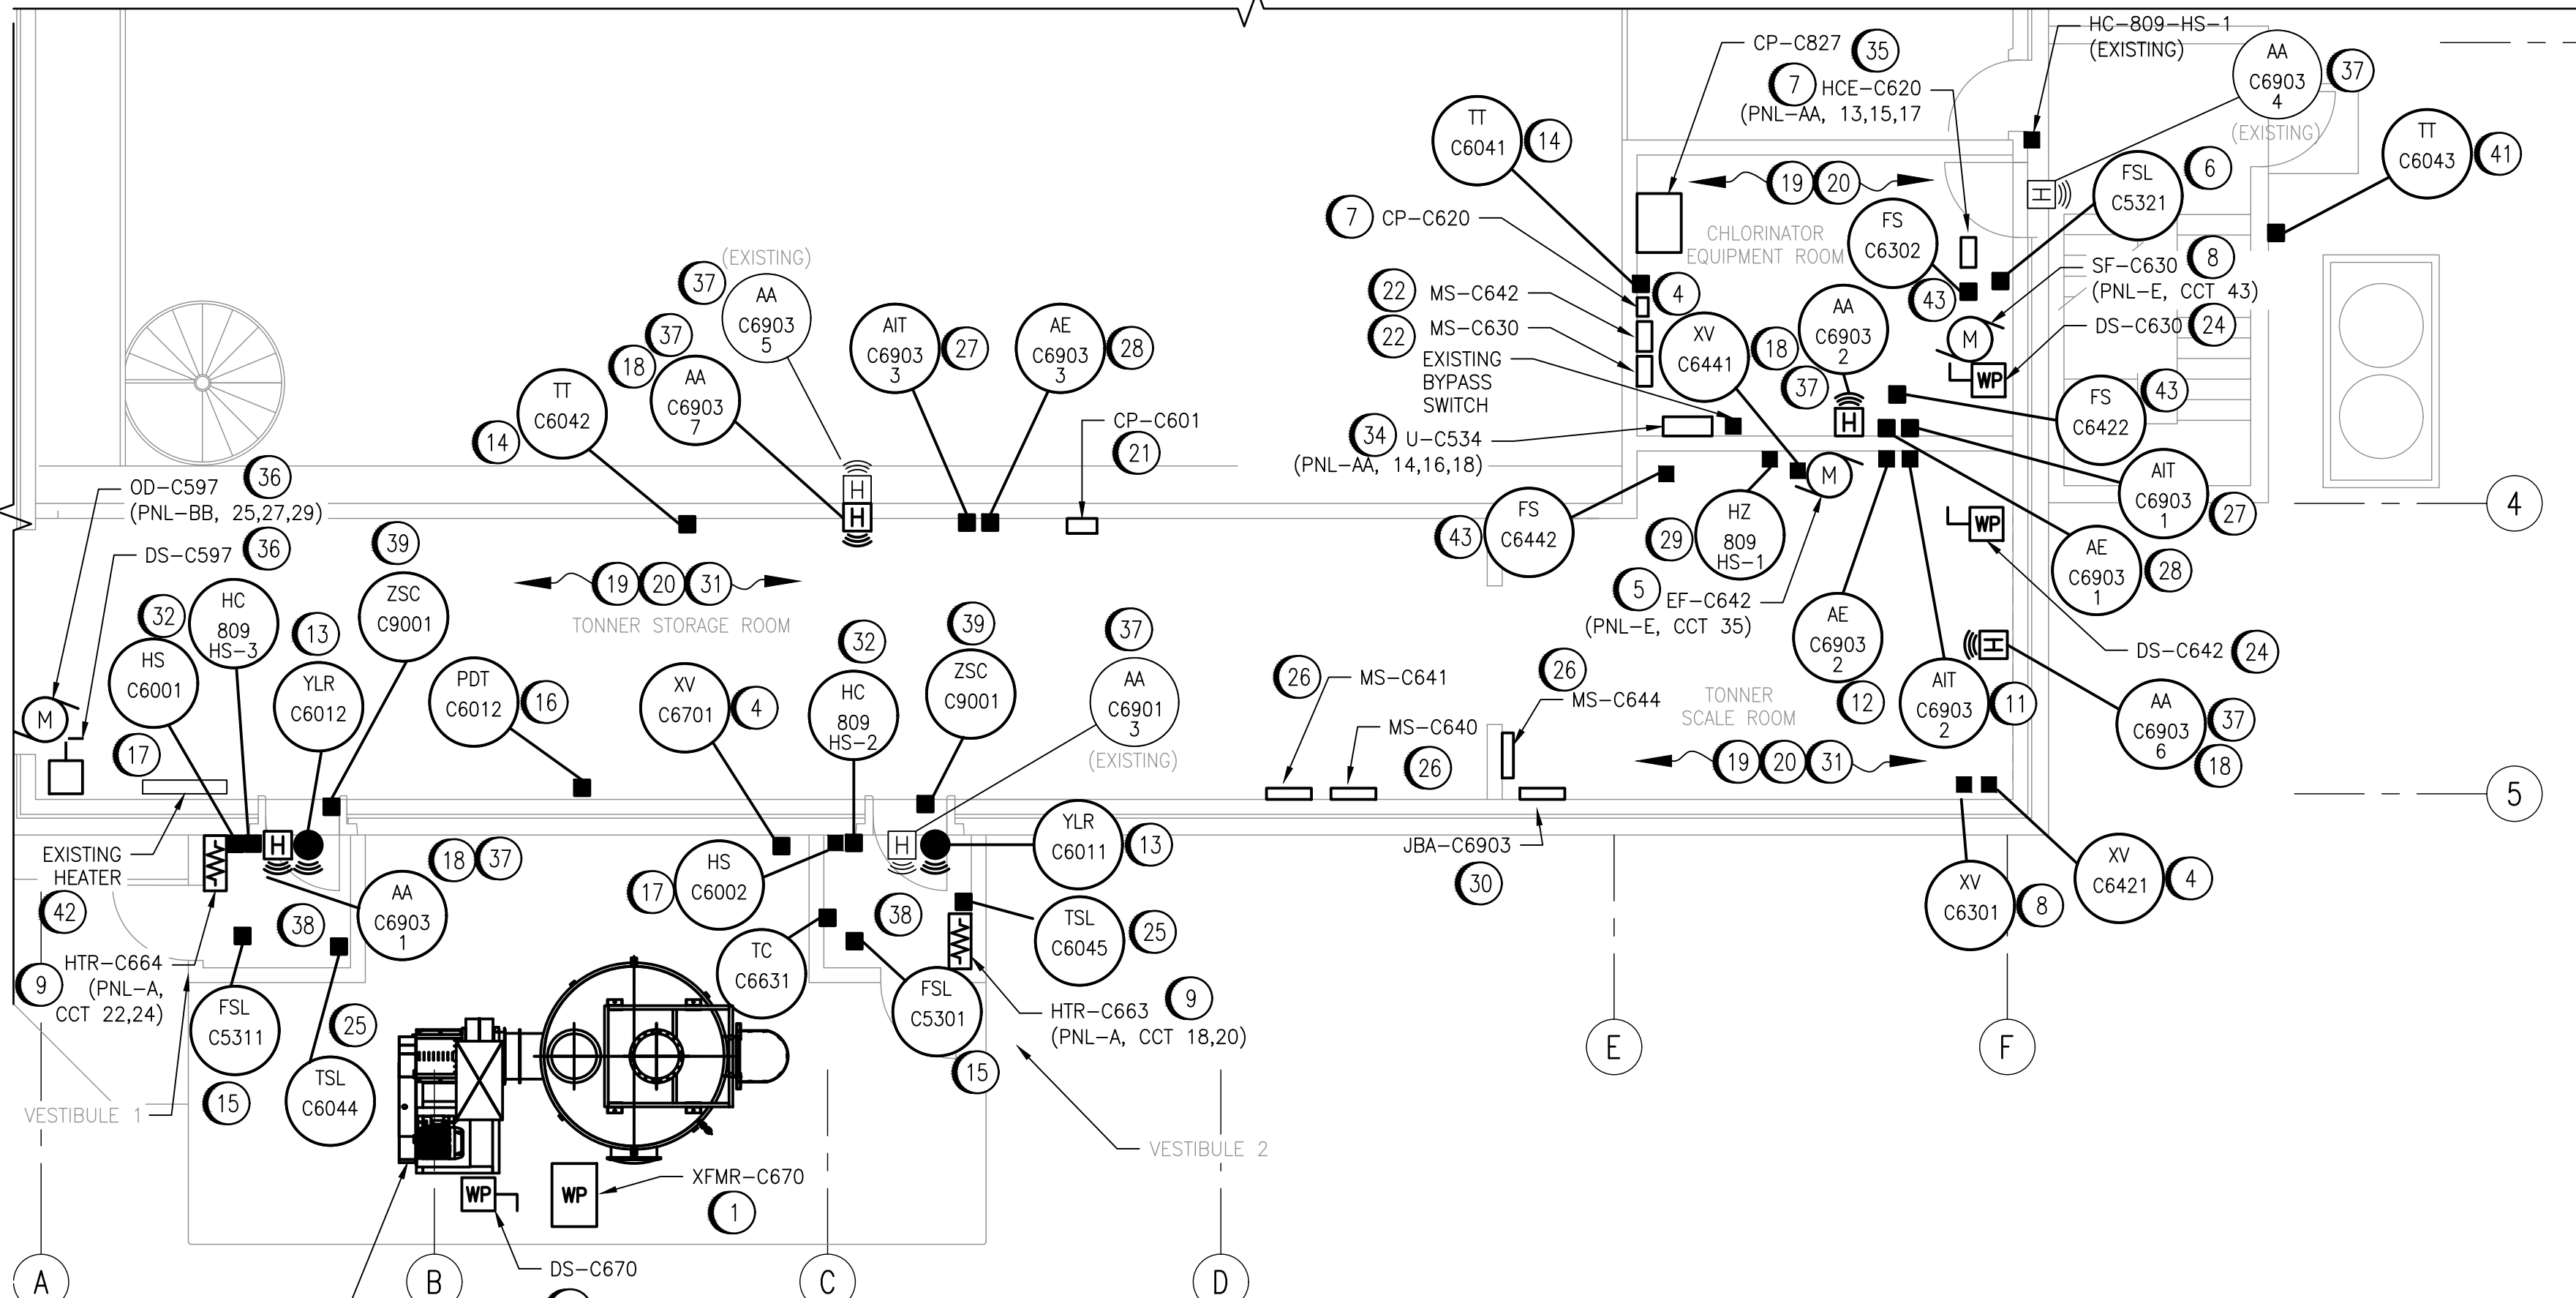 HC-809-HS-1
(EXISTING)
CP-C827
35
7
HCE-C620
(PNL-AA, 13,15,17
AA
C6903
4
37
(EXISTING)
TT
C6041
14
TT
C6043
41
19
20
FSL
C5321
6
7
CP-C620
CHLORINATOR
EQUIPMENT ROOM
FS
C6302
43
SF-C630
8
(PNL-E, CCT 43)
DS-C630
24
(EXISTING)
37
AA
C6903
5
37
18
AA
C6903
7
AIT
C6903
3
27
AE
C6903
3
28
22
MS-C642
22
MS-C630
EXISTING
BYPASS
SWITCH
4
XV
C6441
18
37
AA
C6903
2
M
WP
H
TT
C6042
14
CP-C601
21
34
U-C534
(PNL-AA, 14,16,18)
FS
C6422
43
AIT
C6903
1
27
OD-C597
36
(PNL-BB, 25,27,29)
H
H
H
M
4
DS-C597
36
39
43
FS
C6442
29
HZ
809
HS-1
WP
AE
C6903
1
28
19
20
31
TONNER STORAGE ROOM
5
EF-C642
(PNL-E, CCT 35)
32
HC
809
HS-3
13
ZSC
C9001
HS
C6001
YLR
C6012
PDT
C6012
16
XV
C6701
4
32
HC
809
HS-2
39
ZSC
C9001
37
AA
C6901
3
(EXISTING)
26
MS-C641
26
MS-C644
MS-C640
26
AE
C6903
2
12
AIT
C6903
2
11
H
DS-C642
24
TONNER
SCALE ROOM
AA
C6903
6
37
18
M
17
19
20
31
5
EXISTING
HEATER
42
H
18
37
H
YLR
C6011
13
JBA-C6903
30
AA
C6903
1
HS
C6002
17
38
38
TSL
C6045
25
XV
C6301
8
XV
C6421
4
9
HTR-C664
(PNL-A,
CCT 22,24)
FSL
C5311
15
25
TSL
C6044
TC
C6631
FSL
C5301
15
HTR-C663
9
(PNL-A, CCT 18,20)
E
F
VESTIBULE 1
VESTIBULE 2
WP
WP
XFMR-C670
1
DS-C670
A
B
C
D